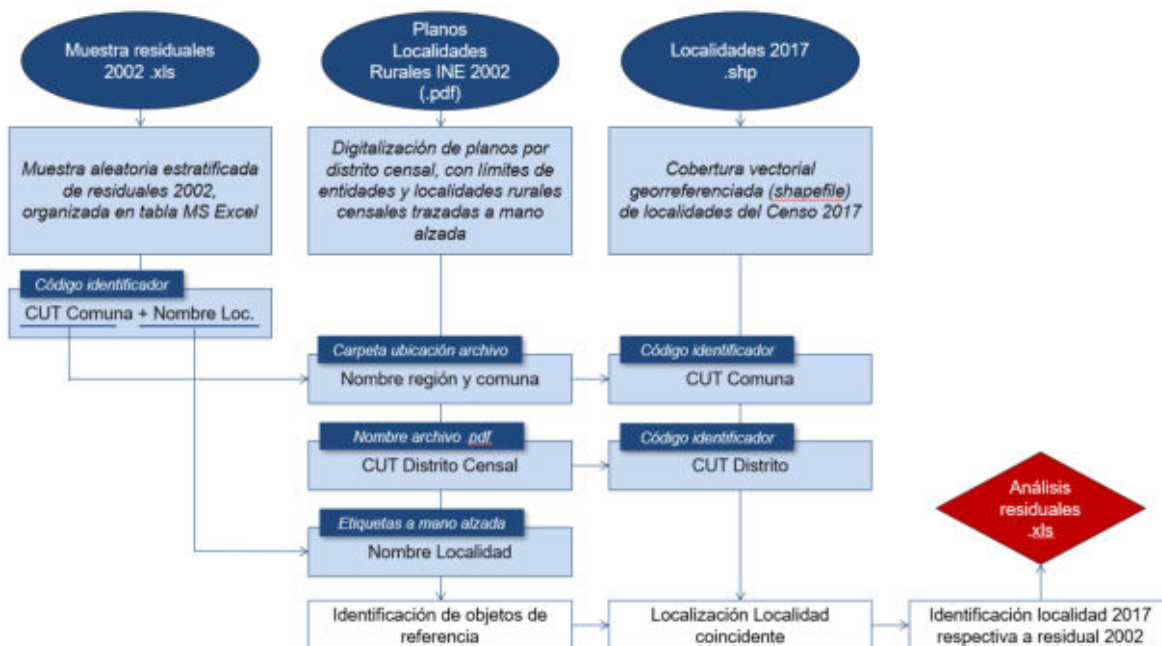 Muestra residuales
2002 .xls
Planos
Localidades
Rurales INE 2002
(.pdf)
Localidades 2017
.shp
Muestra aleatoria estratificada
de residuales 2002,
organizada en tabla MS Excel
Digitalización de planos por
distrito censal, con límites de
entidades y localidades rurales
censales trazadas a mano
alzada
Cobertura vectorial
georreferenciada (shapefile)
de localidades del Censo 2017
Código identificador
CUT Comuna + Nombre Loc.
Carpeta ubicación archivo
Nombre región y comuna
Código identificador
CUT Comuna
Nombre archivo .pdf
CUT Distrito Censal
Código identificador
CUT Distrito
Etiquetas a mano alzada
Nombre Localidad
Análisis
residuales
.xls
Identificación de objetos de
referencia
Localización Localidad
coincidente
Identificación localidad 2017
respectiva a residual 2002